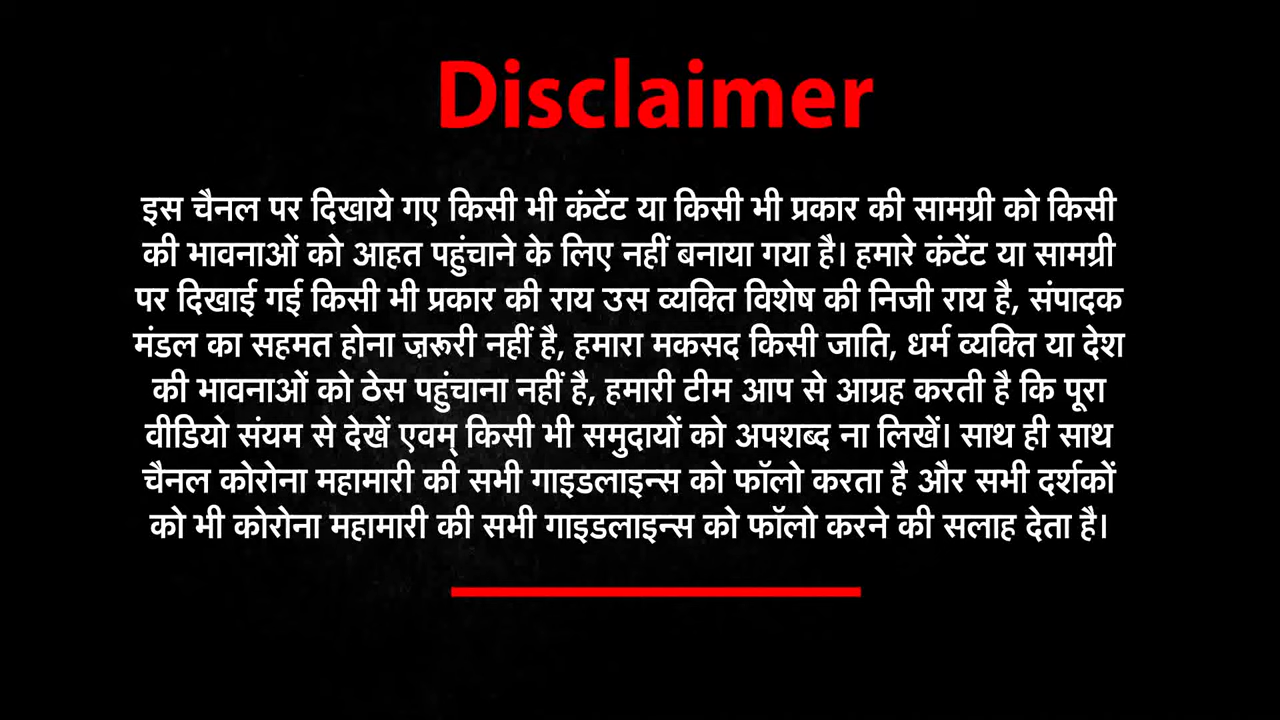 Disclaimer
इस चैनल पर दिखाये गए किसी भी कंटेंट या किसी भी प्रकार की सामग्री को किसी
की भावनाओं को आहत पहुंचाने के लिए नहीं बनाया गया है। हमारे कंटेंट या सामग्री
पर दिखाई गई किसी भी प्रकार की राय उस व्यक्ति विशेष की निजी राय है, संपादक
मंडल का सहमत होना ज़रूरी नहीं है, हमारा मकसद किसी जाति, धर्म व्यक्ति या देश
की भावनाओं को ठेस पहुंचाना नहीं है, हमारी टीम आप से आग्रह करती है कि पूरा
वीडियो संयम से देखें एवम् किसी भी समुदायों को अपशब्द ना लिखें। साथ ही साथ
चैनल कोरोना महामारी की सभी गाइडलाइन्स को फॉलो करता है और सभी दर्शकों
को भी कोरोना महामारी की सभी गाइडलाइन्स को फॉलो करने की सलाह देता है।